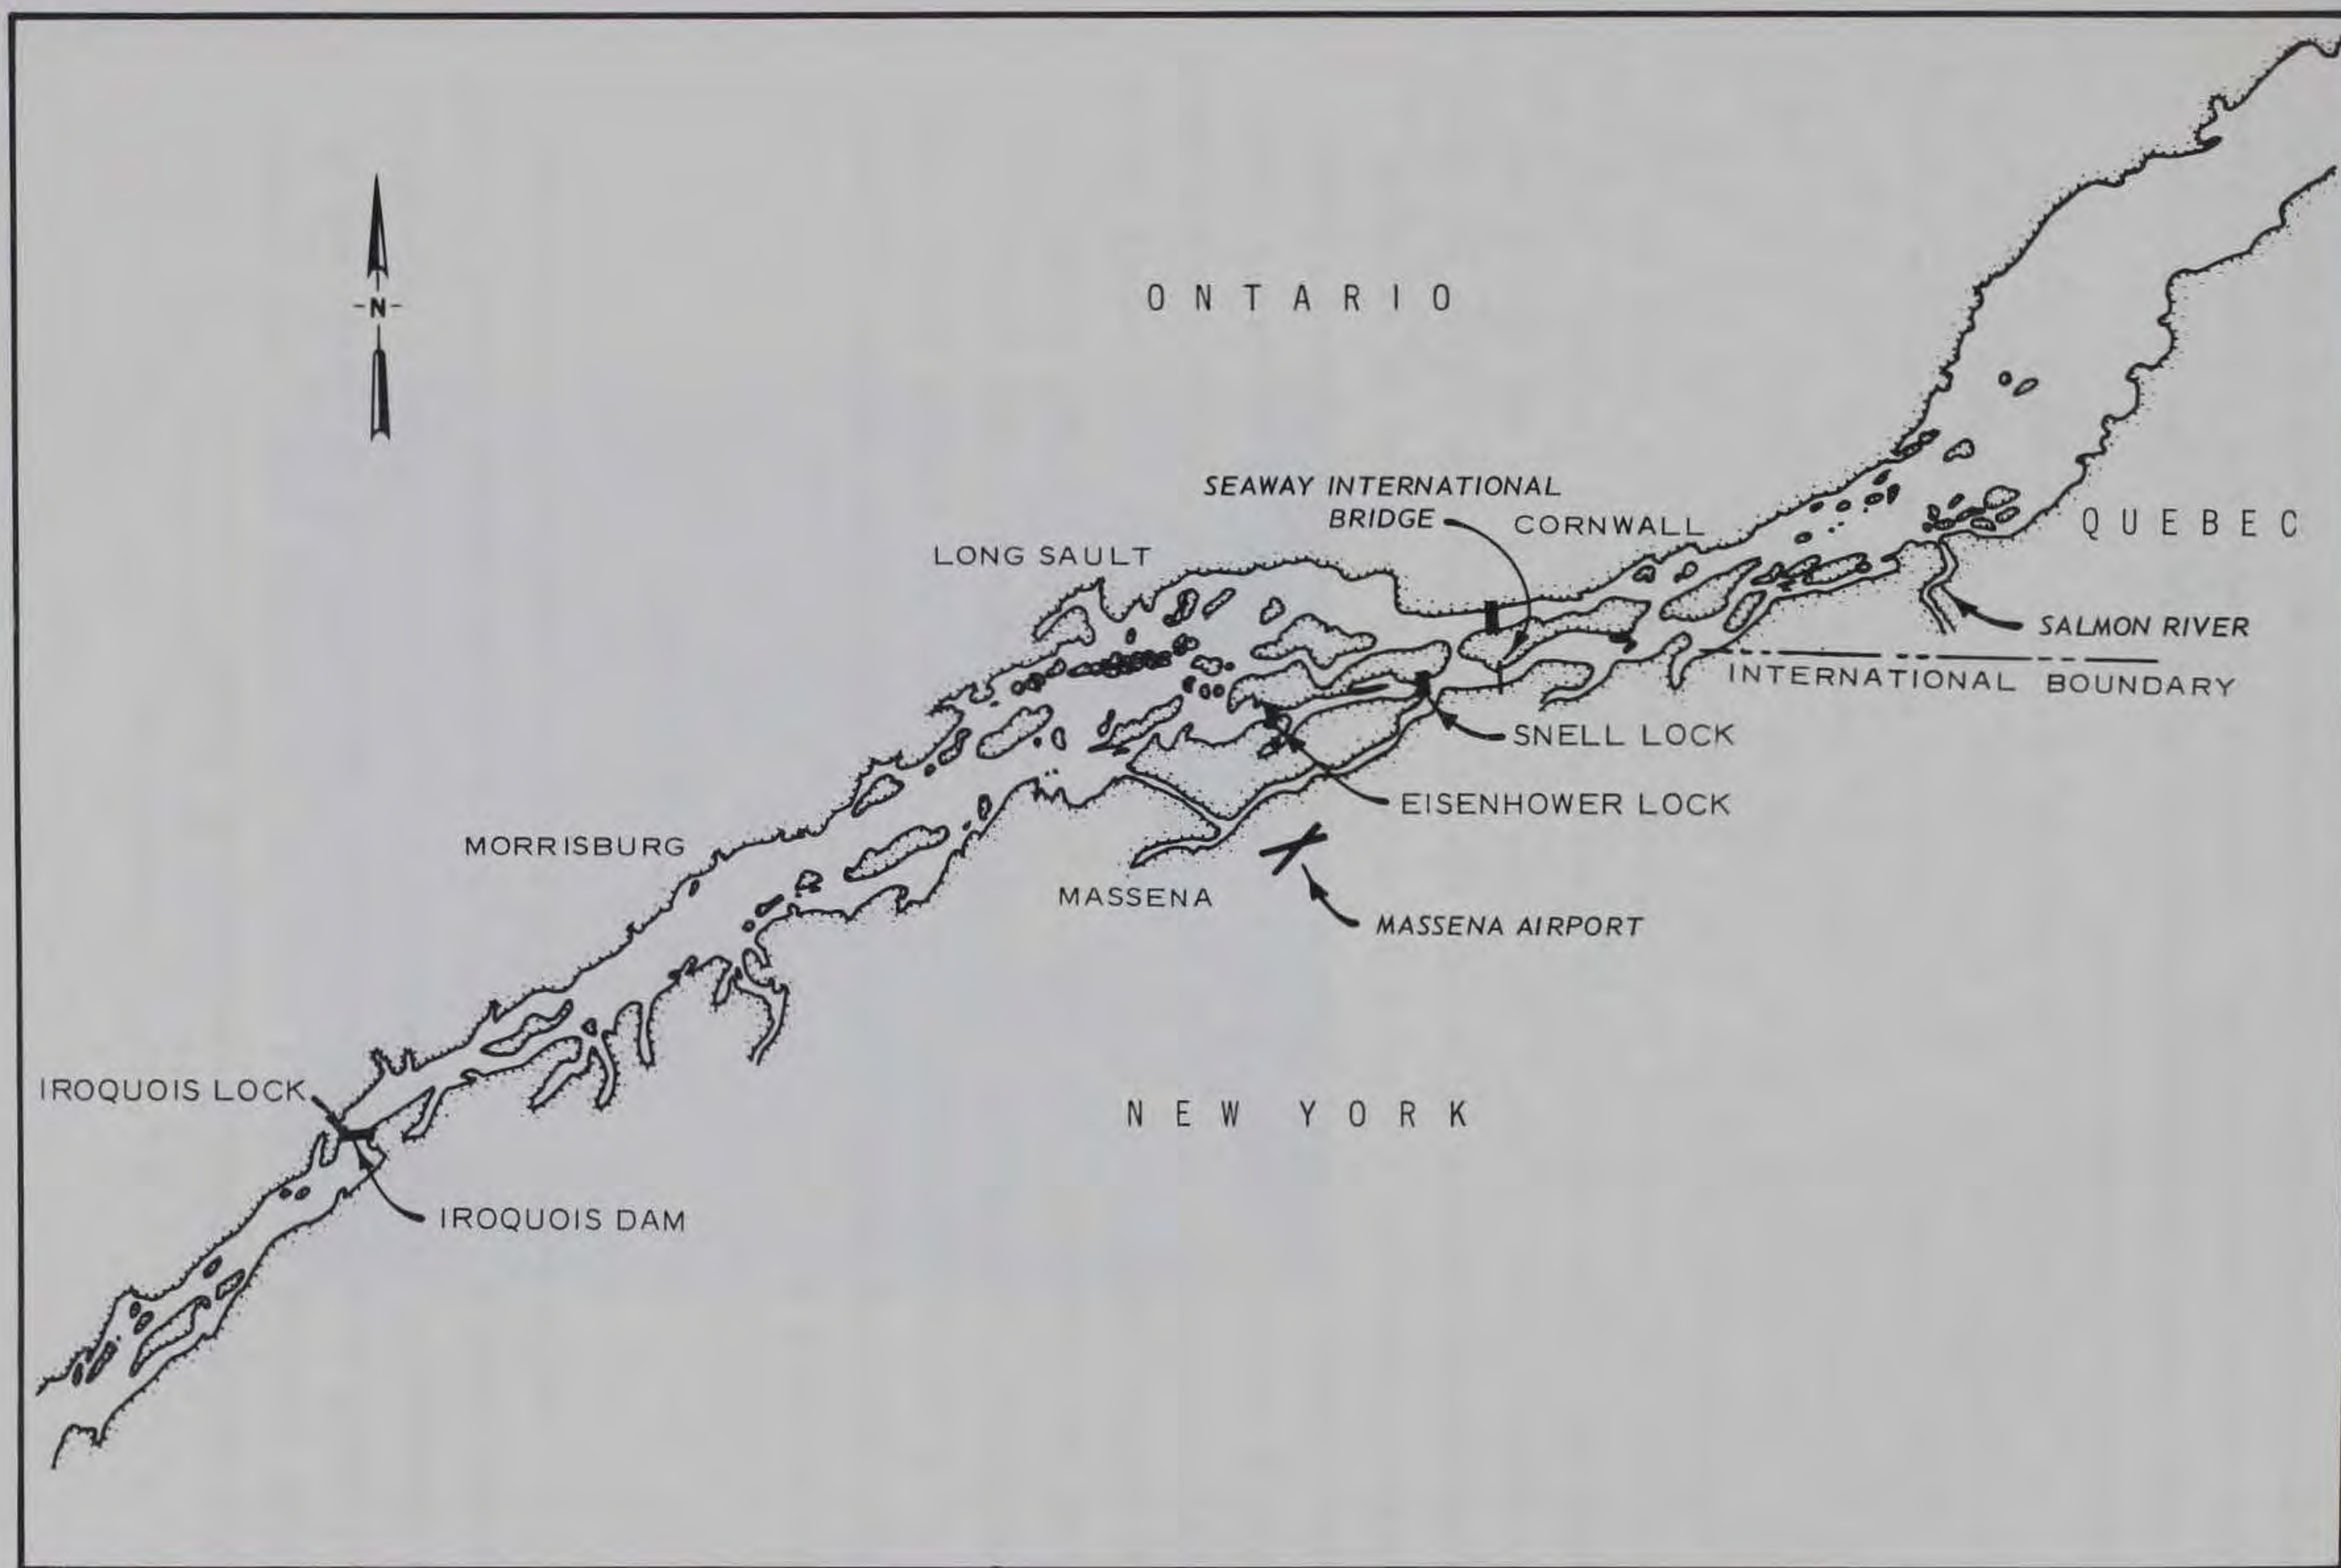 -N-
ONTARIO
SEAWAY INTERNATIONAL
BRIDGE
CORNWALL
QUEBEC
LONG SAULT
SALMON RIVER
INTERNATIONAL BOUNDARY
SNELL LOCK
EISENHOWER LOCK
MORRISBURG
MASSENA
MASSENA AIRPORT
IROQUOIS LOCK
NEW YORK
IROQUOIS DAM